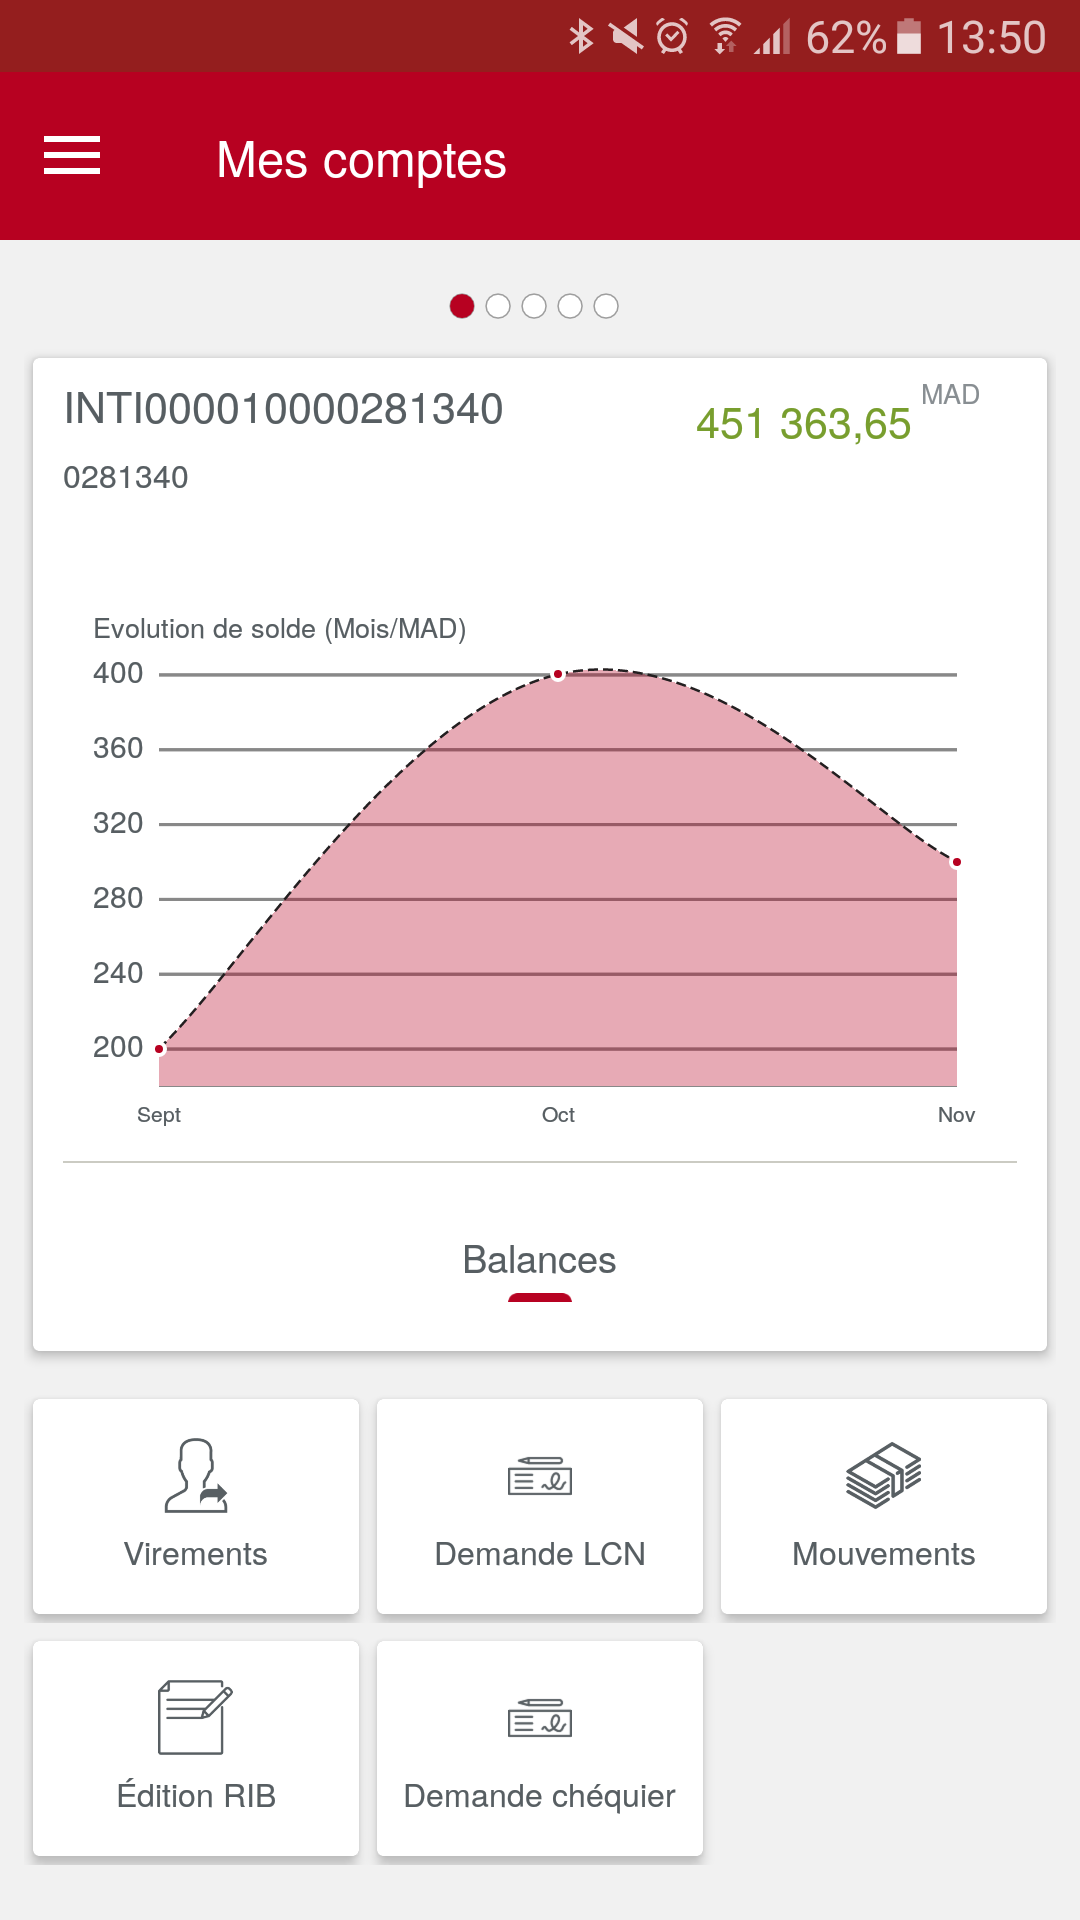 62% 13:50
Mes comptes
INTI000010000281340
451 363,65 MAD
0281340
Evolution de solde (Mois/MAD)
400
360
320
280
240
200
Sept Oct Nov
Balances
Virements Demande LCN Mouvements
Édition RIB Demande chéquier